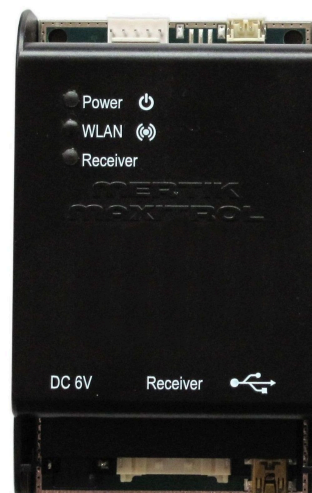 Power
WLAN
Receiver
MERTIK
MAXITROL
DC 6V Receiver